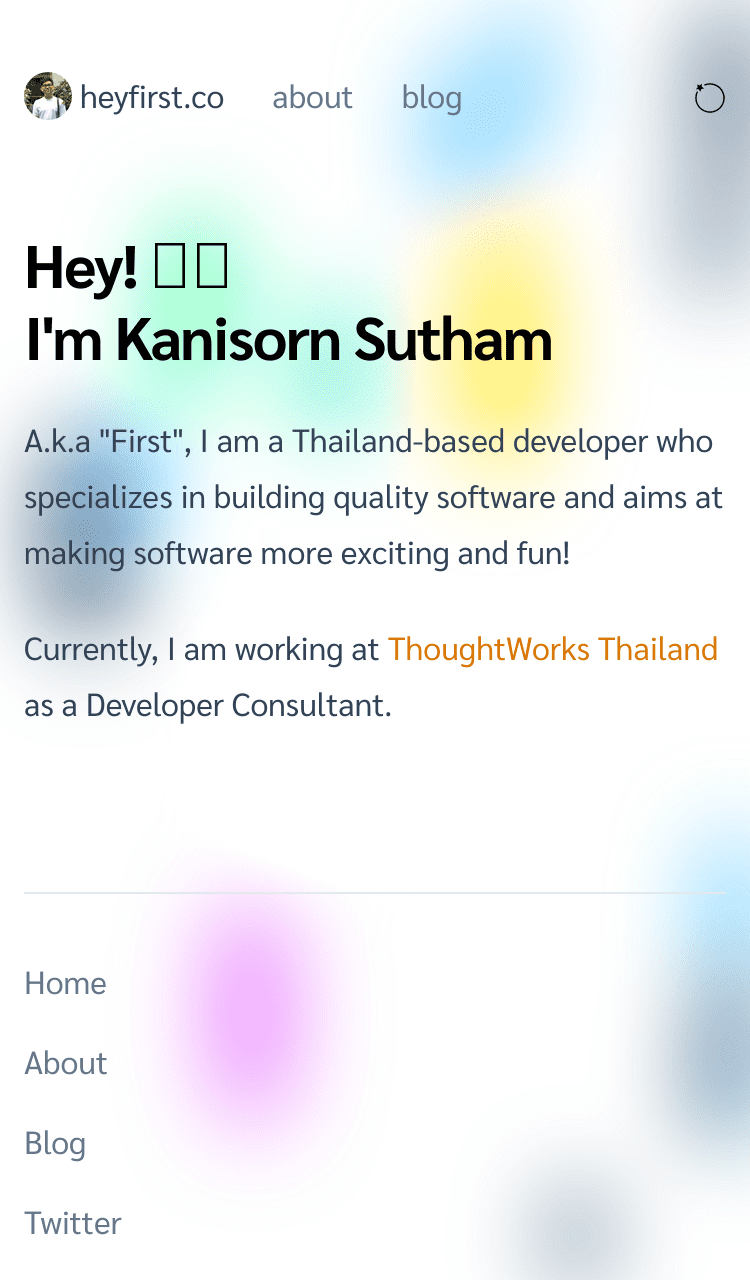 heyfirst.co about blog
Hey!
I'm Kanisorn Sutham
A.k.a "First", I am a Thailand-based developer who
specializes in building quality software and aims at
making software more exciting and fun!
Currently, I am working at ThoughtWorks Thailand
as a Developer Consultant.
Home
About
Blog
Twitter